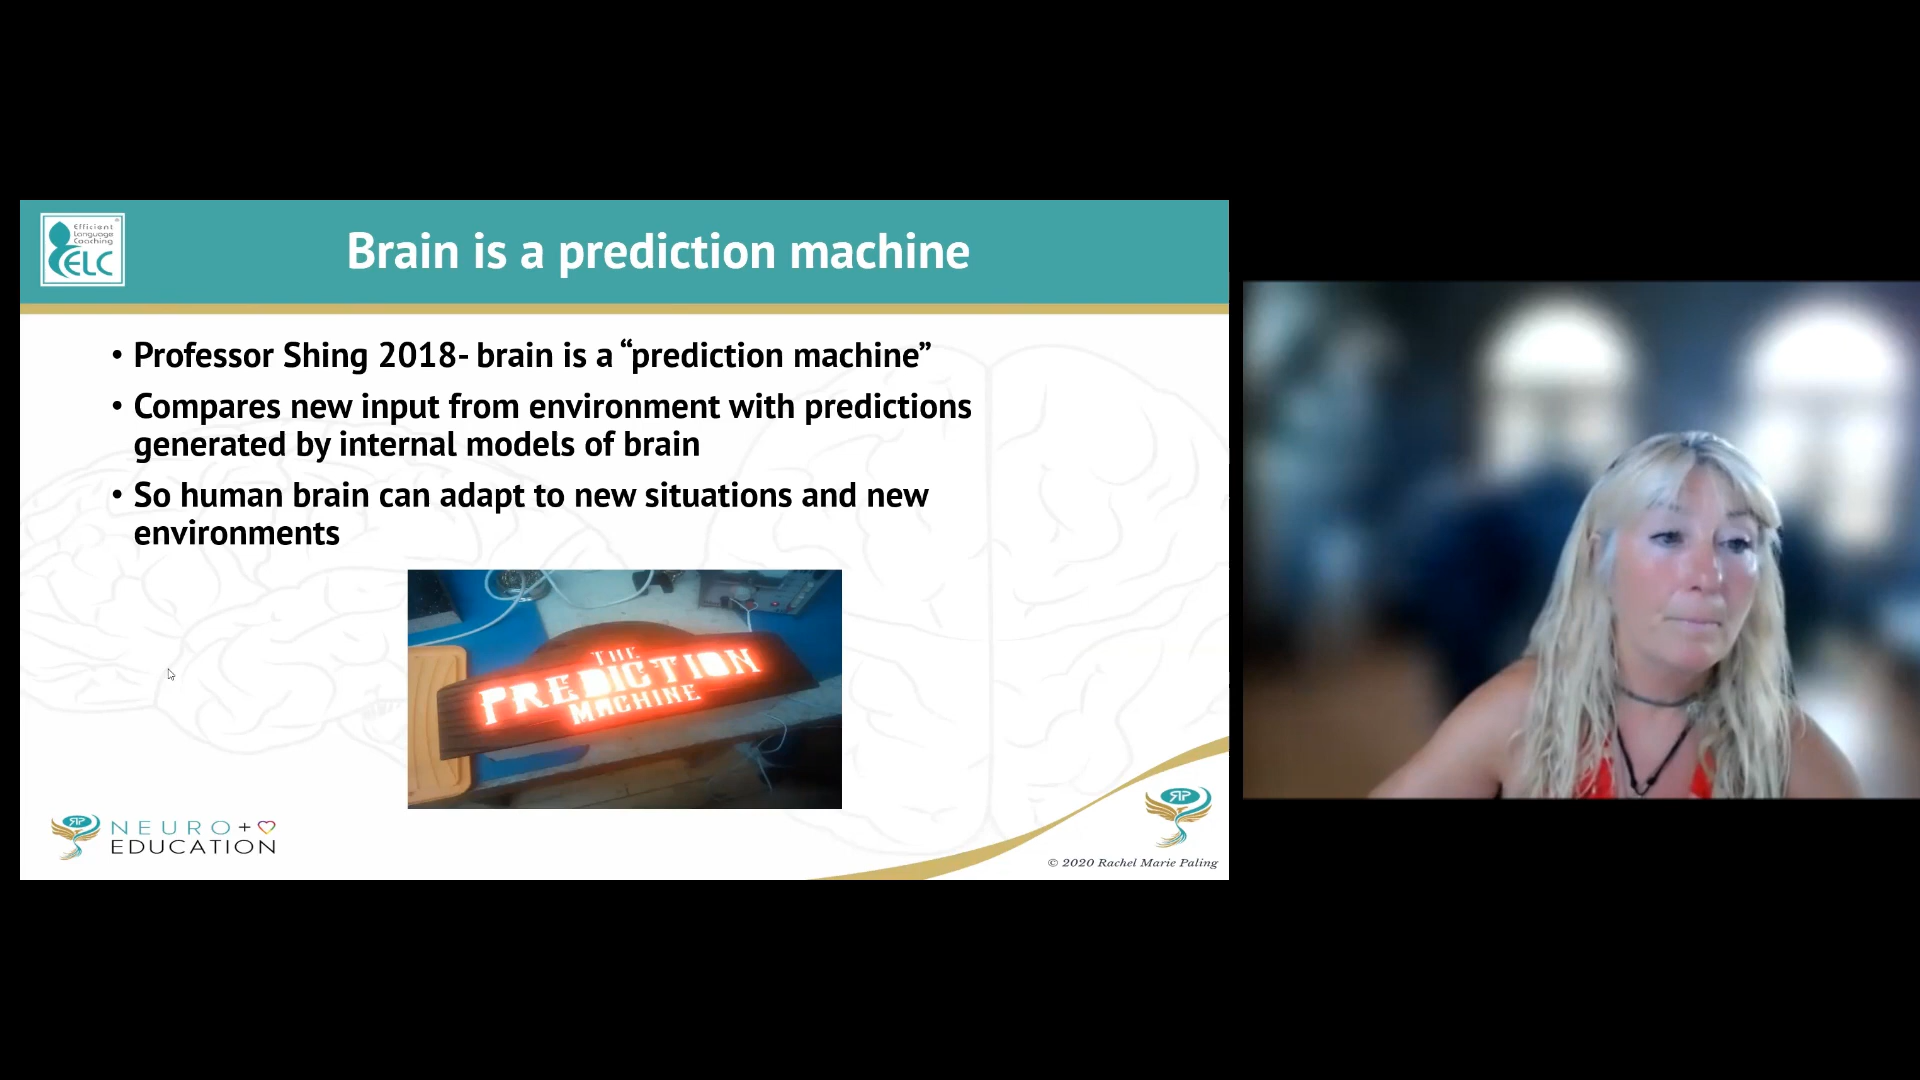 Efficient
Language
Coaching
ELC
Brain is a prediction machine
• Professor Shing 2018- brain is a “prediction machine”
• Compares new input from environment with predictions
generated by internal models of brain
• So human brain can adapt to new situations and new
environments
THE
PREDICTION
MACHINE
NEURO+
EDUCATION
© 2020 Rachel Marie Paling